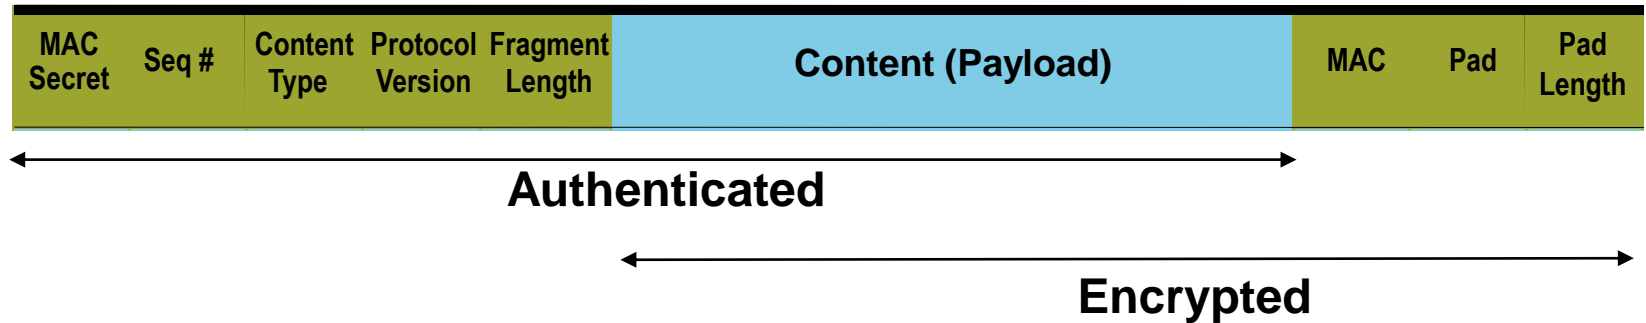 MAC
Secret
Seq #
Content
Type
Protocol
Version
Fragment
Length
Content (Payload)
MAC
Pad
Pad
Length
Authenticated
Encrypted